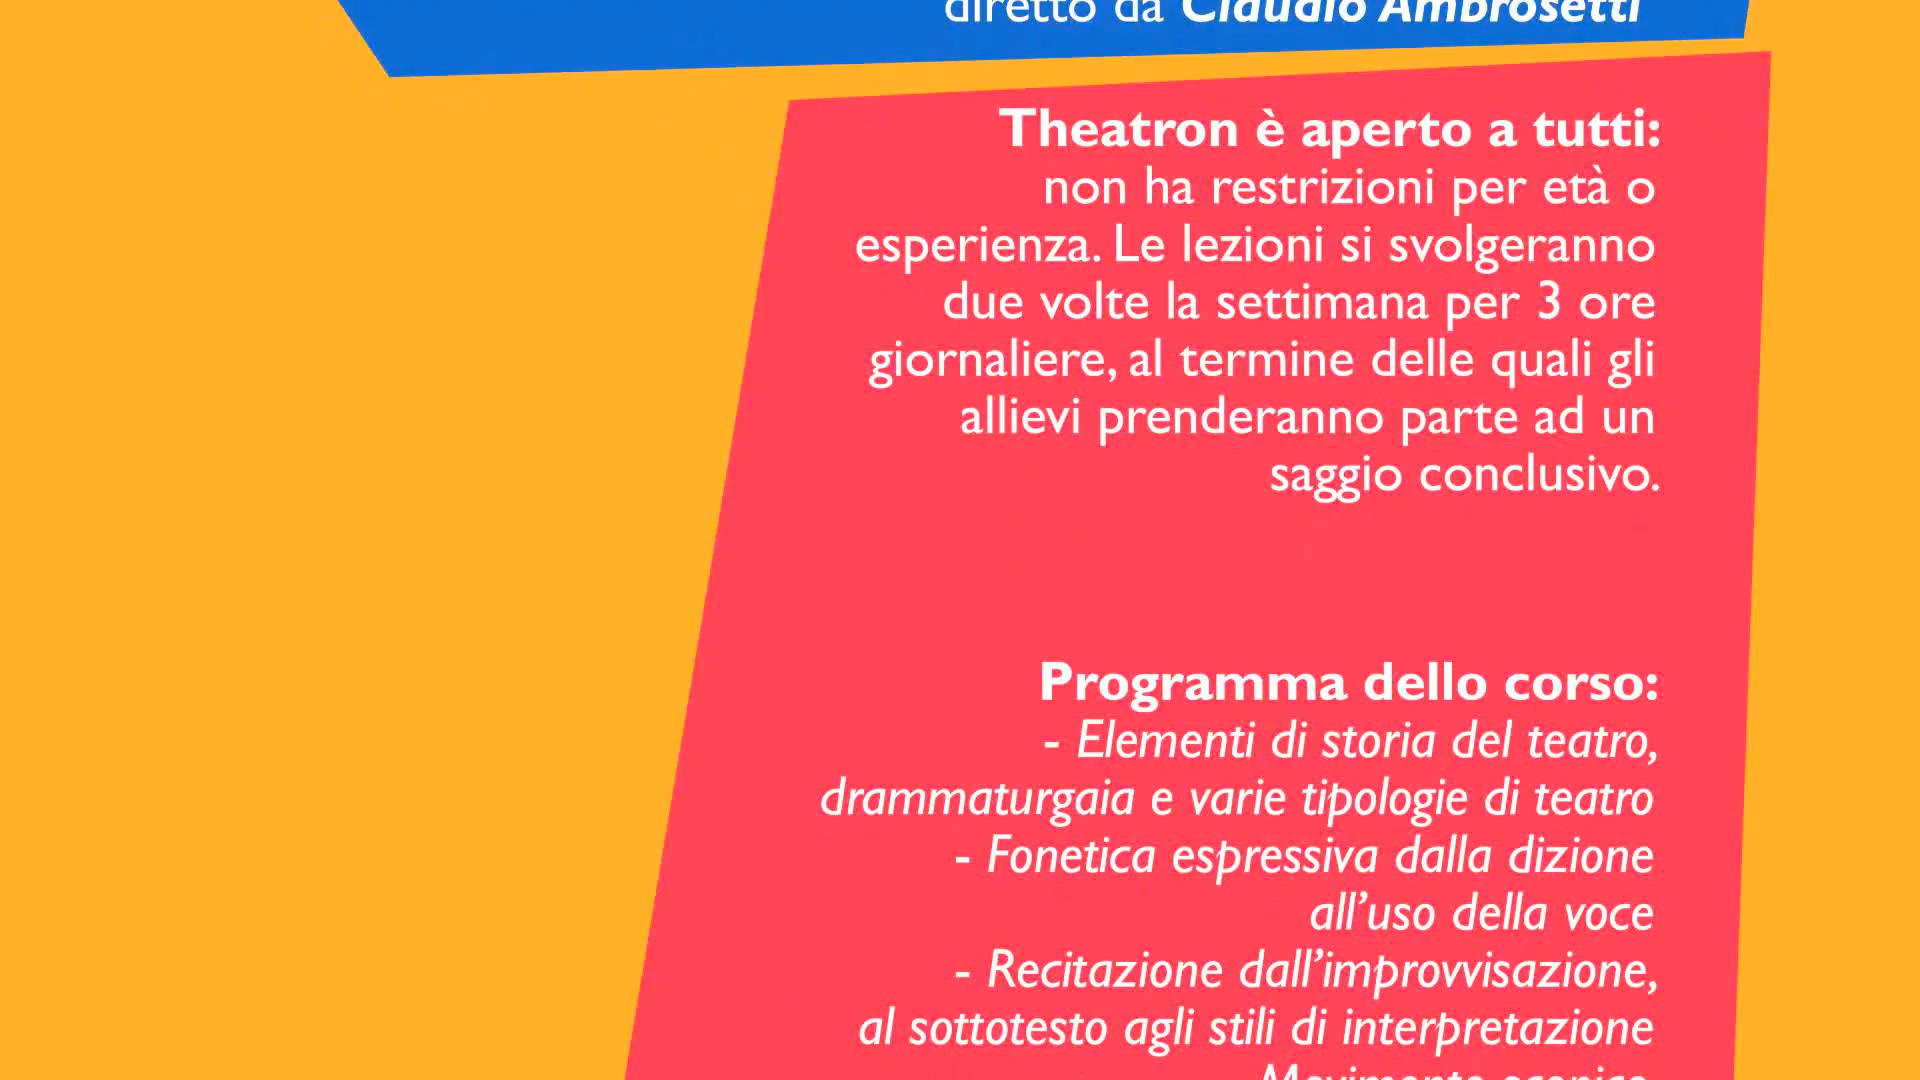 diretto da Claudio Ambrosetti
Theatron è aperto a tutti:
non ha restrizioni per età o
esperienza. Le lezioni si svolgeranno
due volte la settimana per 3 ore
giornaliere, al termine delle quali gli
allievi prenderanno parte ad un
saggio conclusivo.
Programma dello corso:
- Elementi di storia del teatro,
drammaturgaia e varie tipologie di teatro
- Fonetica espressiva dalla dizione
all’uso della voce
- Recitazione dall’improvvisazione,
al sottotesto agli stili di interpretazione